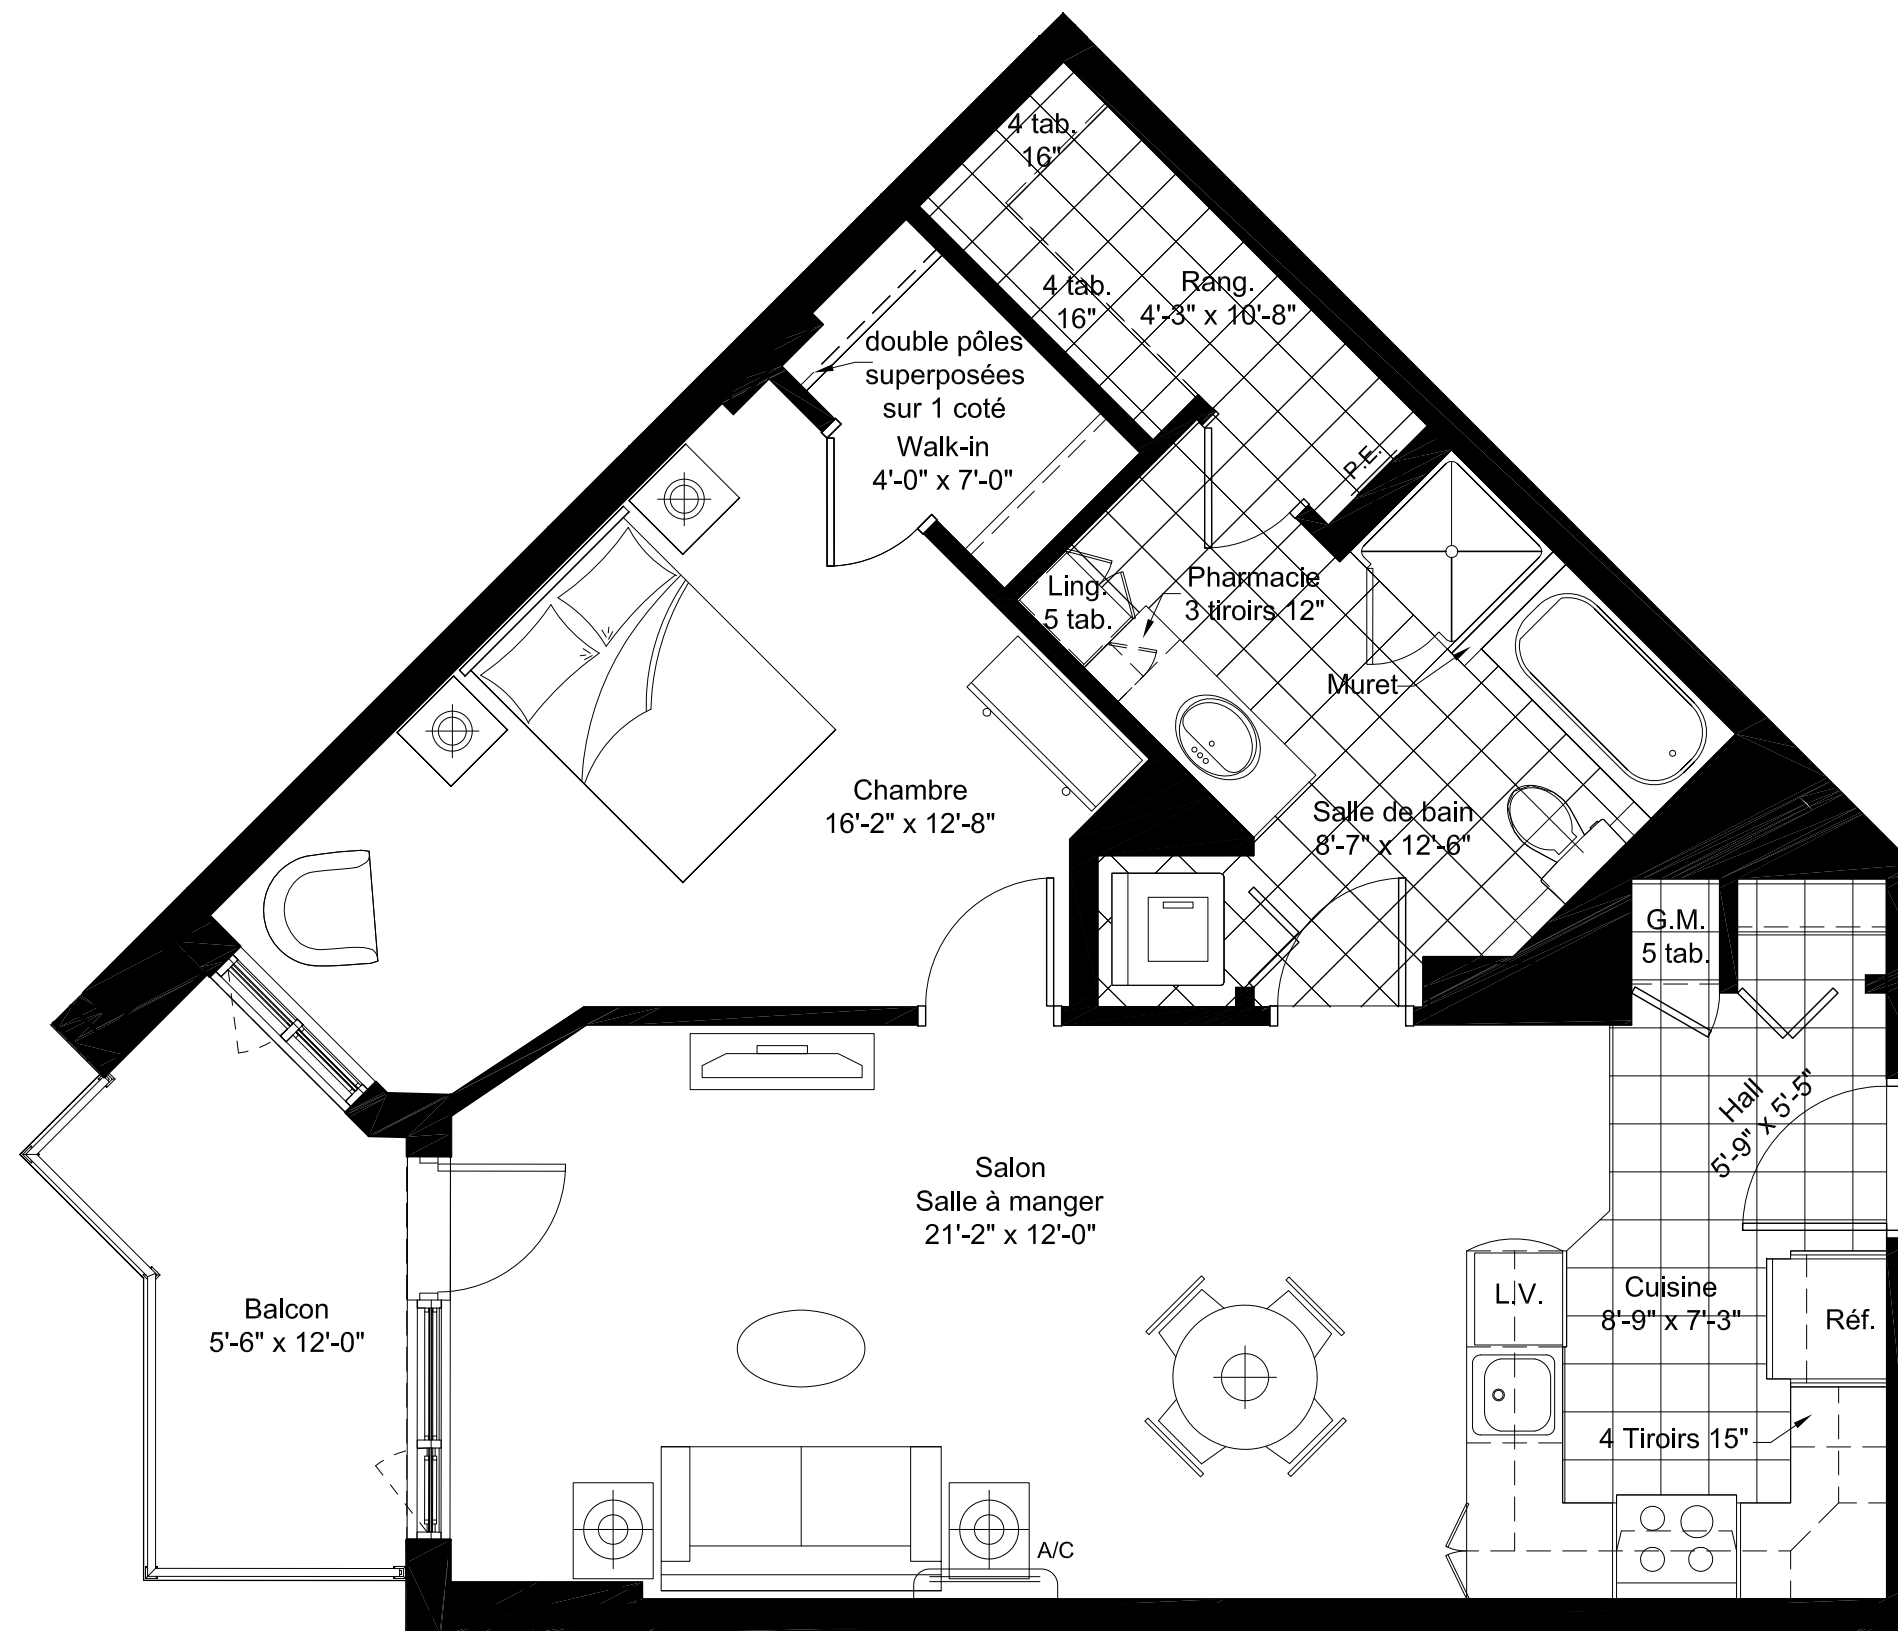 4 tab.
16"
4 tab.
16"
Rang.
4'-3" x 10'-8"
double pôles
superposées
sur 1 coté
Walk-in
4'-0" x 7'-0"
P.E.
Ling.
5 tab.
Pharmacie
3 tiroirs 12"
Muret
Chambre
16'-2" x 12'-8"
Salle de bain
8'-7" x 12'-6"
G.M.
5 tab.
Hall
5'-9" x 5'-5"
Salon
Salle à manger
21'-2" x 12'-0"
Balcon
5'-6" x 12'-0"
L.V.
Cuisine
8'-9" x 7'-3"
Réf.
4 Tiroirs 15"
A/C